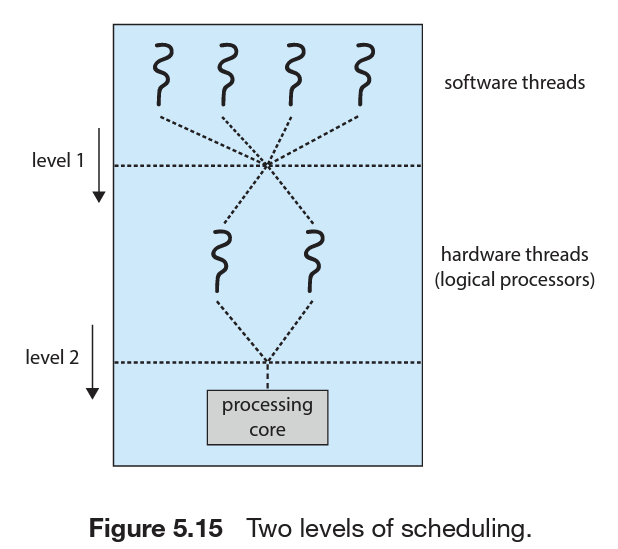 software threads
level 1
hardware threads
(logical processors)
level 2
processing
core
Figure 5.15 Two levels of scheduling.